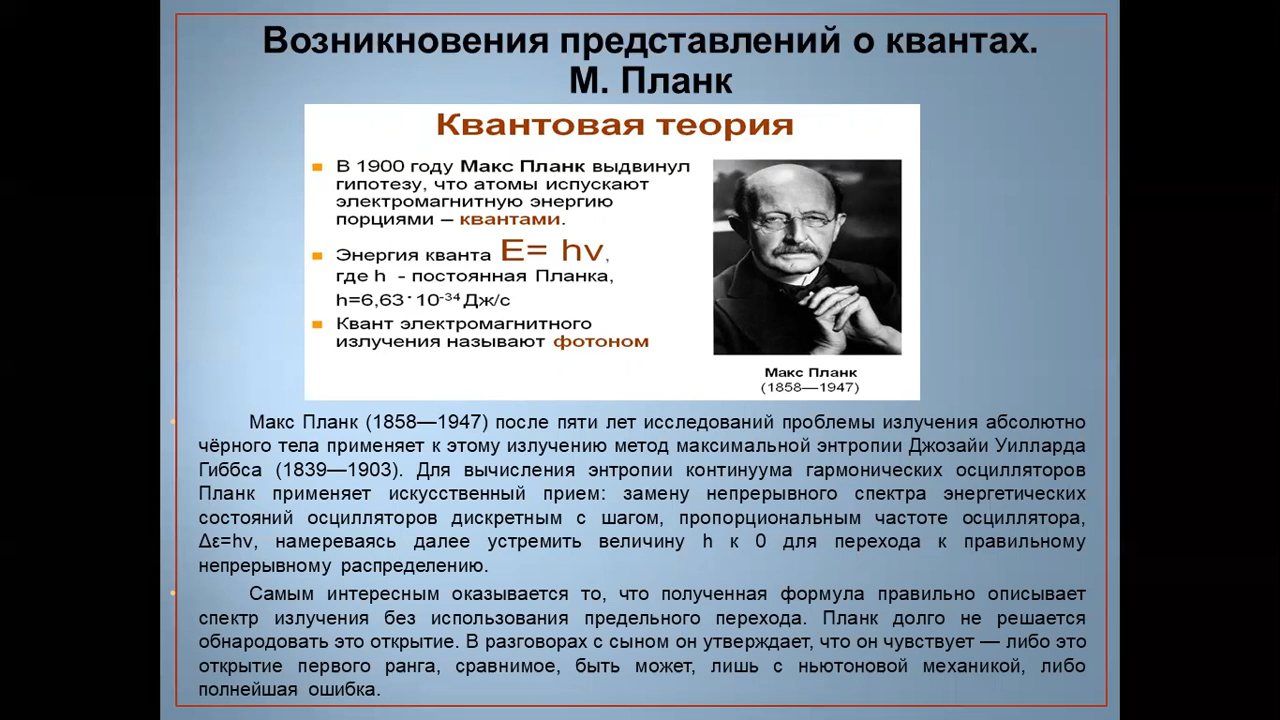 Возникновения представлений о квантах.
М. Планк
Квантовая теория
В 1900 году Макс Планк выдвинул
гипотезу, что атомы испускают
электромагнитную энергию
порциями – квантами.
Энергия кванта E= hν,
где h - постоянная Планка,
h=6,63·10⁻³⁴ Дж/с
Квант электромагнитного
излучения называют фотоном
Макс Планк
(1858—1947)
Макс Планк (1858—1947) после пяти лет исследований проблемы излучения абсолютно
чёрного тела применяет к этому излучению метод максимальной энтропии Джозайи Уилларда
Гиббса (1839—1903). Для вычисления энтропии континуума гармонических осцилляторов
Планк применяет искусственный прием: замену непрерывного спектра энергетических
состояний осцилляторов дискретным с шагом, пропорциональным частоте осциллятора,
Δε=hν, намереваясь далее устремить величину h к 0 для перехода к правильному
непрерывному распределению.
Самым интересным оказывается то, что полученная формула правильно описывает
спектр излучения без использования предельного перехода. Планк долго не решается
обнародовать это открытие. В разговорах с сыном он утверждает, что он чувствует — либо это
открытие первого ранга, сравнимое, быть может, лишь с ньютоновой механикой, либо
полнейшая ошибка.